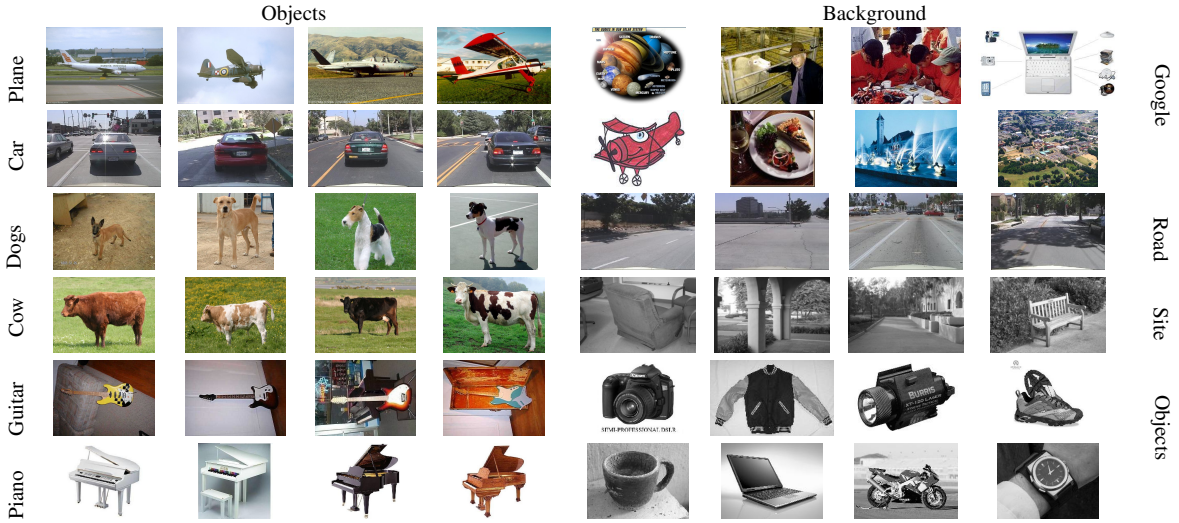 Objects
Background
Plane
Car
Dogs
Cow
Guitar
Piano
Google
Road
Site
Objects
SEMI-PROFESSIONAL DSLR
BURRIS